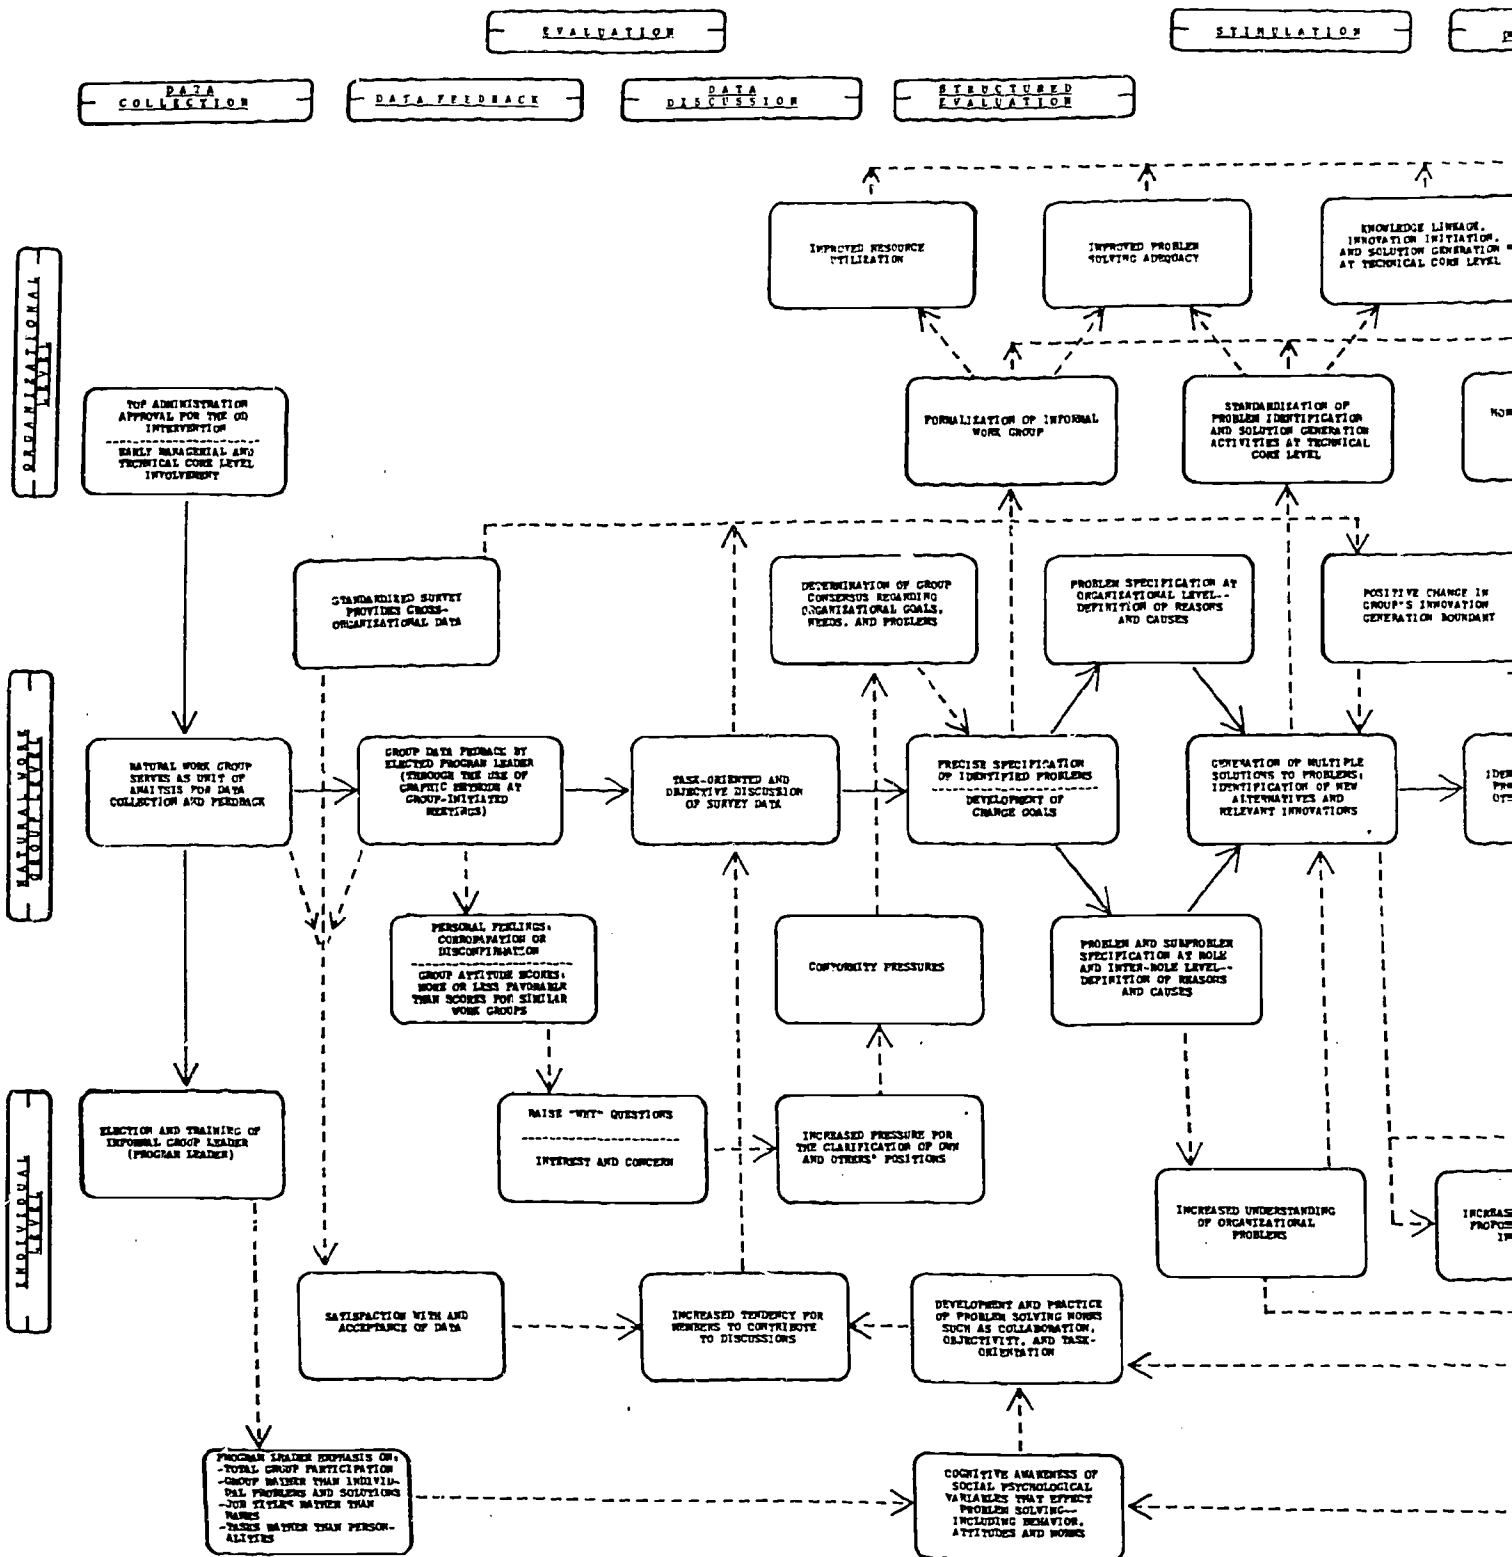 EVALUATION
STIMULATION
DATA
COLLECTION
DATA FEEDBACK
DATA
DISCUSSION
STRUCTURED
EVALUATION
ORGANIZATIONAL
LEVEL
IMPROVED RESOURCE
UTILIZATION
IMPROVED PROBLEM
SOLVING ADEQUACY
KNOWLEDGE LINKAGE,
INNOVATION INITIATION,
AND SOLUTION GENERATION
AT TECHNICAL CORE LEVEL
TOP ADMINISTRATION
APPROVAL FOR THE OD
INTERVENTION
EARLY MANAGERIAL AND
TECHNICAL CORE LEVEL
INVOLVEMENT
FORMALIZATION OF INFORMAL
WORK GROUP
STANDARDIZATION OF
PROBLEM IDENTIFICATION
AND SOLUTION GENERATION
ACTIVITIES AT TECHNICAL
CORE LEVEL
STANDARDIZED SURVEY
PROVIDES CROSS-
ORGANIZATIONAL DATA
DETERMINATION OF GROUP
CONSENSUS REGARDING
ORGANIZATIONAL GOALS,
NEEDS, AND PROBLEMS
PROBLEM SPECIFICATION AT
ORGANIZATIONAL LEVEL--
DEFINITION OF REASONS
AND CAUSES
POSITIVE CHANGE IN
GROUP'S INNOVATION
GENERATION BOUNDARY
NATURAL WORK
GROUP LEVEL
NATURAL WORK GROUP
SERVES AS UNIT OF
ANALYSIS FOR DATA
COLLECTION AND FEEDBACK
GROUP DATA FEDBACK BY
ELECTED PROGRAM LEADER
(THROUGH THE USE OF
GRAPHIC METHODS AT
GROUP-INITIATED
MEETINGS)
TASK-ORIENTED AND
OBJECTIVE DISCUSSION
OF SURVEY DATA
PRECISE SPECIFICATION
OF IDENTIFIED PROBLEMS
DEVELOPMENT OF
CHANGE GOALS
GENERATION OF MULTIPLE
SOLUTIONS TO PROBLEMS;
IDENTIFICATION OF NEW
ALTERNATIVES AND
RELEVANT INNOVATIONS
PERSONAL FEELINGS:
CORROPORATION OR
DISCONFIRMATION
GROUP ATTITUDE SCORES:
MORE OR LESS FAVORABLE
THAN SCORES FOR SIMILAR
WORK GROUPS
CONFORMITY PRESSURES
PROBLEM AND SUBPROBLEM
SPECIFICATION AT ROLE
AND INTER-ROLE LEVEL--
DEFINITION OF REASONS
AND CAUSES
INDIVIDUAL
LEVEL
ELECTION AND TRAINING OF
INFORMAL GROUP LEADER
(PROGRAM LEADER)
RAISE "WHY" QUESTIONS
INTEREST AND CONCERN
INCREASED PRESSURE FOR
THE CLARIFICATION OF OWN
AND OTHERS' POSITIONS
INCREASED UNDERSTANDING
OF ORGANIZATIONAL
PROBLEMS
SATISFACTION WITH AND
ACCEPTANCE OF DATA
INCREASED TENDENCY FOR
MEMBERS TO CONTRIBUTE
TO DISCUSSIONS
DEVELOPMENT AND PRACTICE
OF PROBLEM SOLVING NORMS
SUCH AS COLLABORATION,
OBJECTIVITY, AND TASK-
ORIENTATION
PROGRAM LEADER EMPHASIS ON:
-TOTAL GROUP PARTICIPATION
-GROUP RATHER THAN INDIVID-
UAL PROBLEMS AND SOLUTIONS
-JOB TITLES RATHER THAN
NAMES
-TASKS RATHER THAN PERSON-
ALITIES
COGNITIVE AWARENESS OF
SOCIAL PSYCHOLOGICAL
VARIABLES THAT EFFECT
PROBLEM SOLVING--
INCLUDING BEHAVIOR,
ATTITUDES AND NORMS